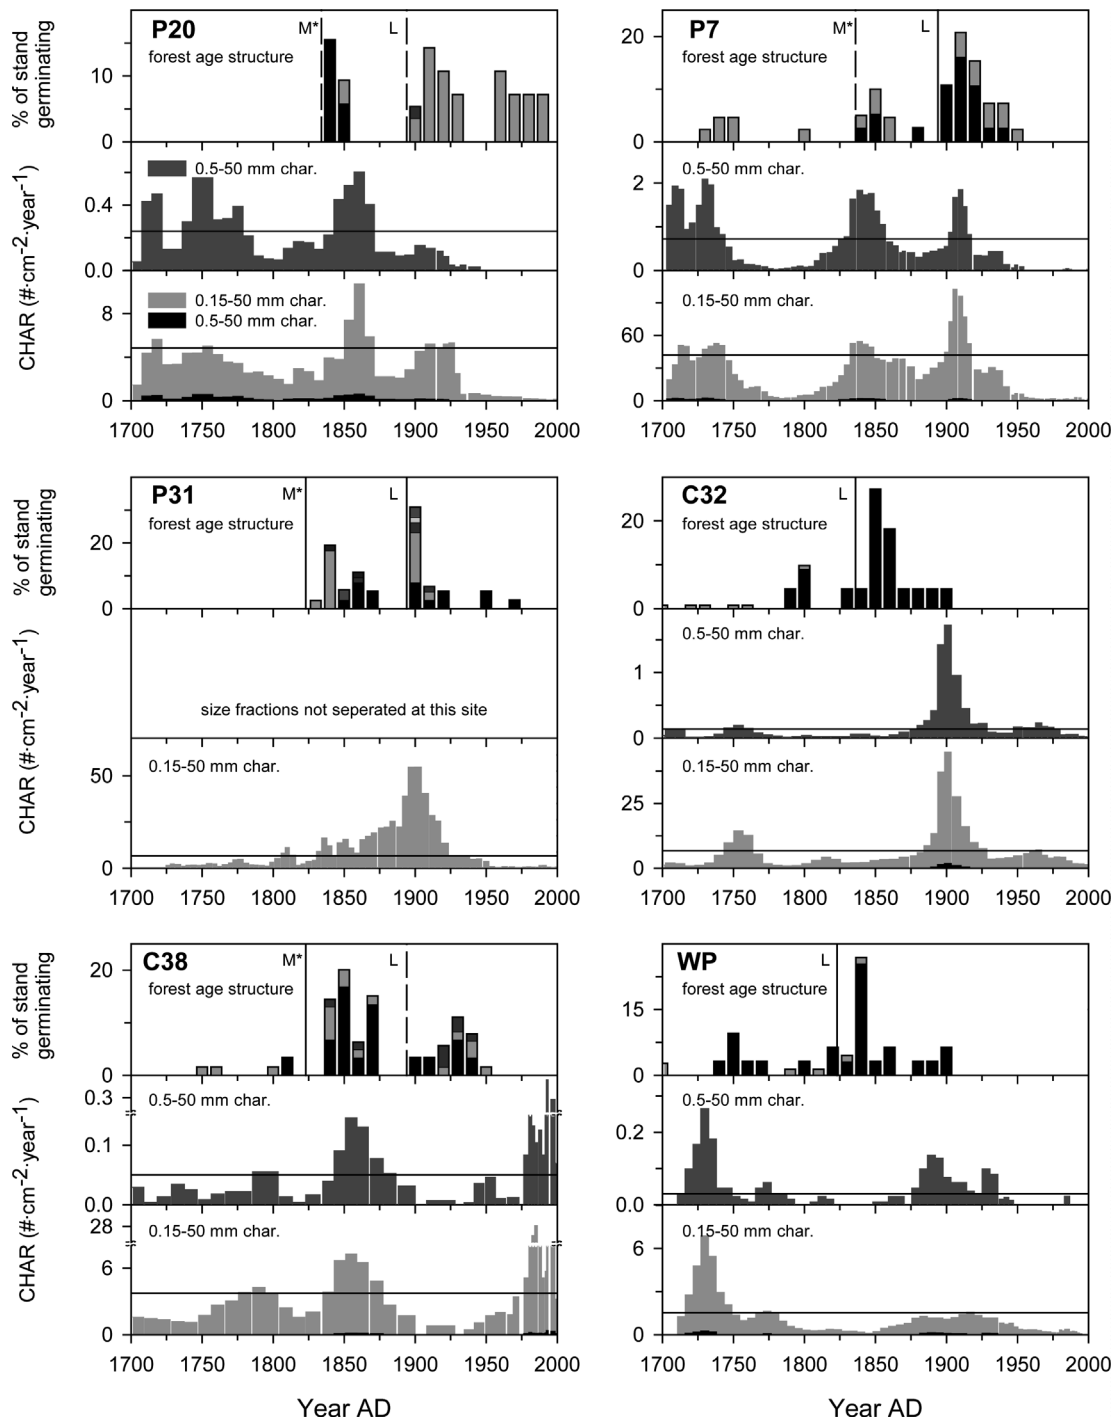 P20
M*
L
forest age structure
% of stand
germinating
10
0
0.5-50 mm char.
0.4
0.0
0.15-50 mm char.
0.5-50 mm char.
8
0
CHAR (#·cm-2·year-1)
1700 1750 1800 1850 1900 1950 2000
P7
M*
L
forest age structure
20
0
0.5-50 mm char.
2
0
0.15-50 mm char.
60
0
1700 1750 1800 1850 1900 1950 2000
P31
M*
L
forest age structure
% of stand
germinating
20
0
size fractions not seperated at this site
0.15-50 mm char.
50
0
CHAR (#·cm-2·year-1)
1700 1750 1800 1850 1900 1950 2000
C32
L
forest age structure
20
0
0.5-50 mm char.
1
0
0.15-50 mm char.
25
0
1700 1750 1800 1850 1900 1950 2000
C38
M*
L
forest age structure
% of stand
germinating
20
0
0.5-50 mm char.
0.3
0.1
0.0
0.15-50 mm char.
28
6
0
CHAR (#·cm-2·year-1)
1700 1750 1800 1850 1900 1950 2000
Year AD
WP
L
forest age structure
15
0
0.5-50 mm char.
0.2
0.0
0.15-50 mm char.
6
0
1700 1750 1800 1850 1900 1950 2000
Year AD